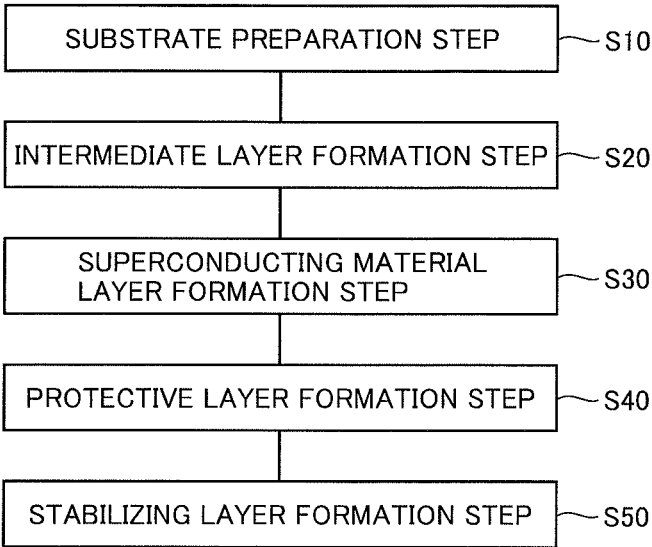 SUBSTRATE PREPARATION STEP
S10
INTERMEDIATE LAYER FORMATION STEP
S20
SUPERCONDUCTING MATERIAL
LAYER FORMATION STEP
S30
PROTECTIVE LAYER FORMATION STEP
S40
STABILIZING LAYER FORMATION STEP
S50